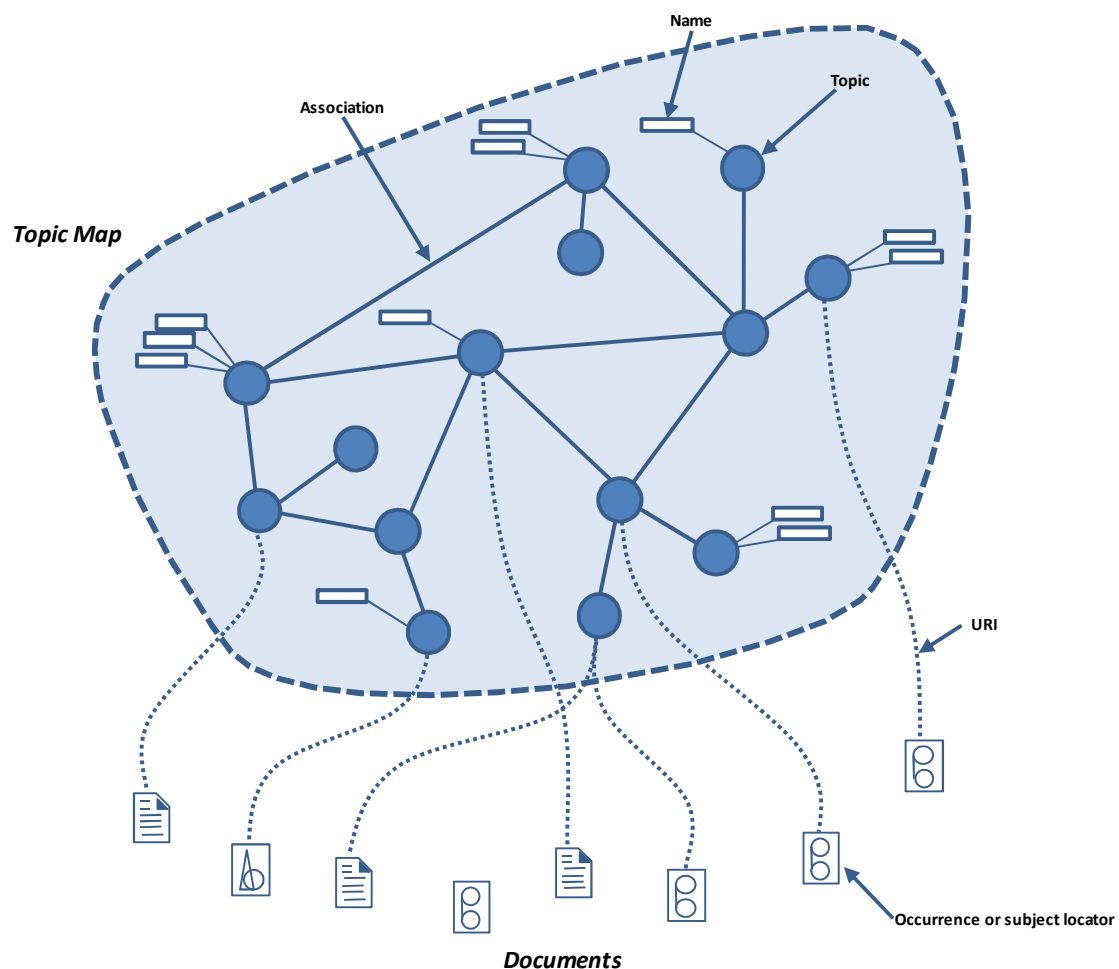 Name
Topic
Association
Topic Map
URI
Occurrence or subject locator
Documents